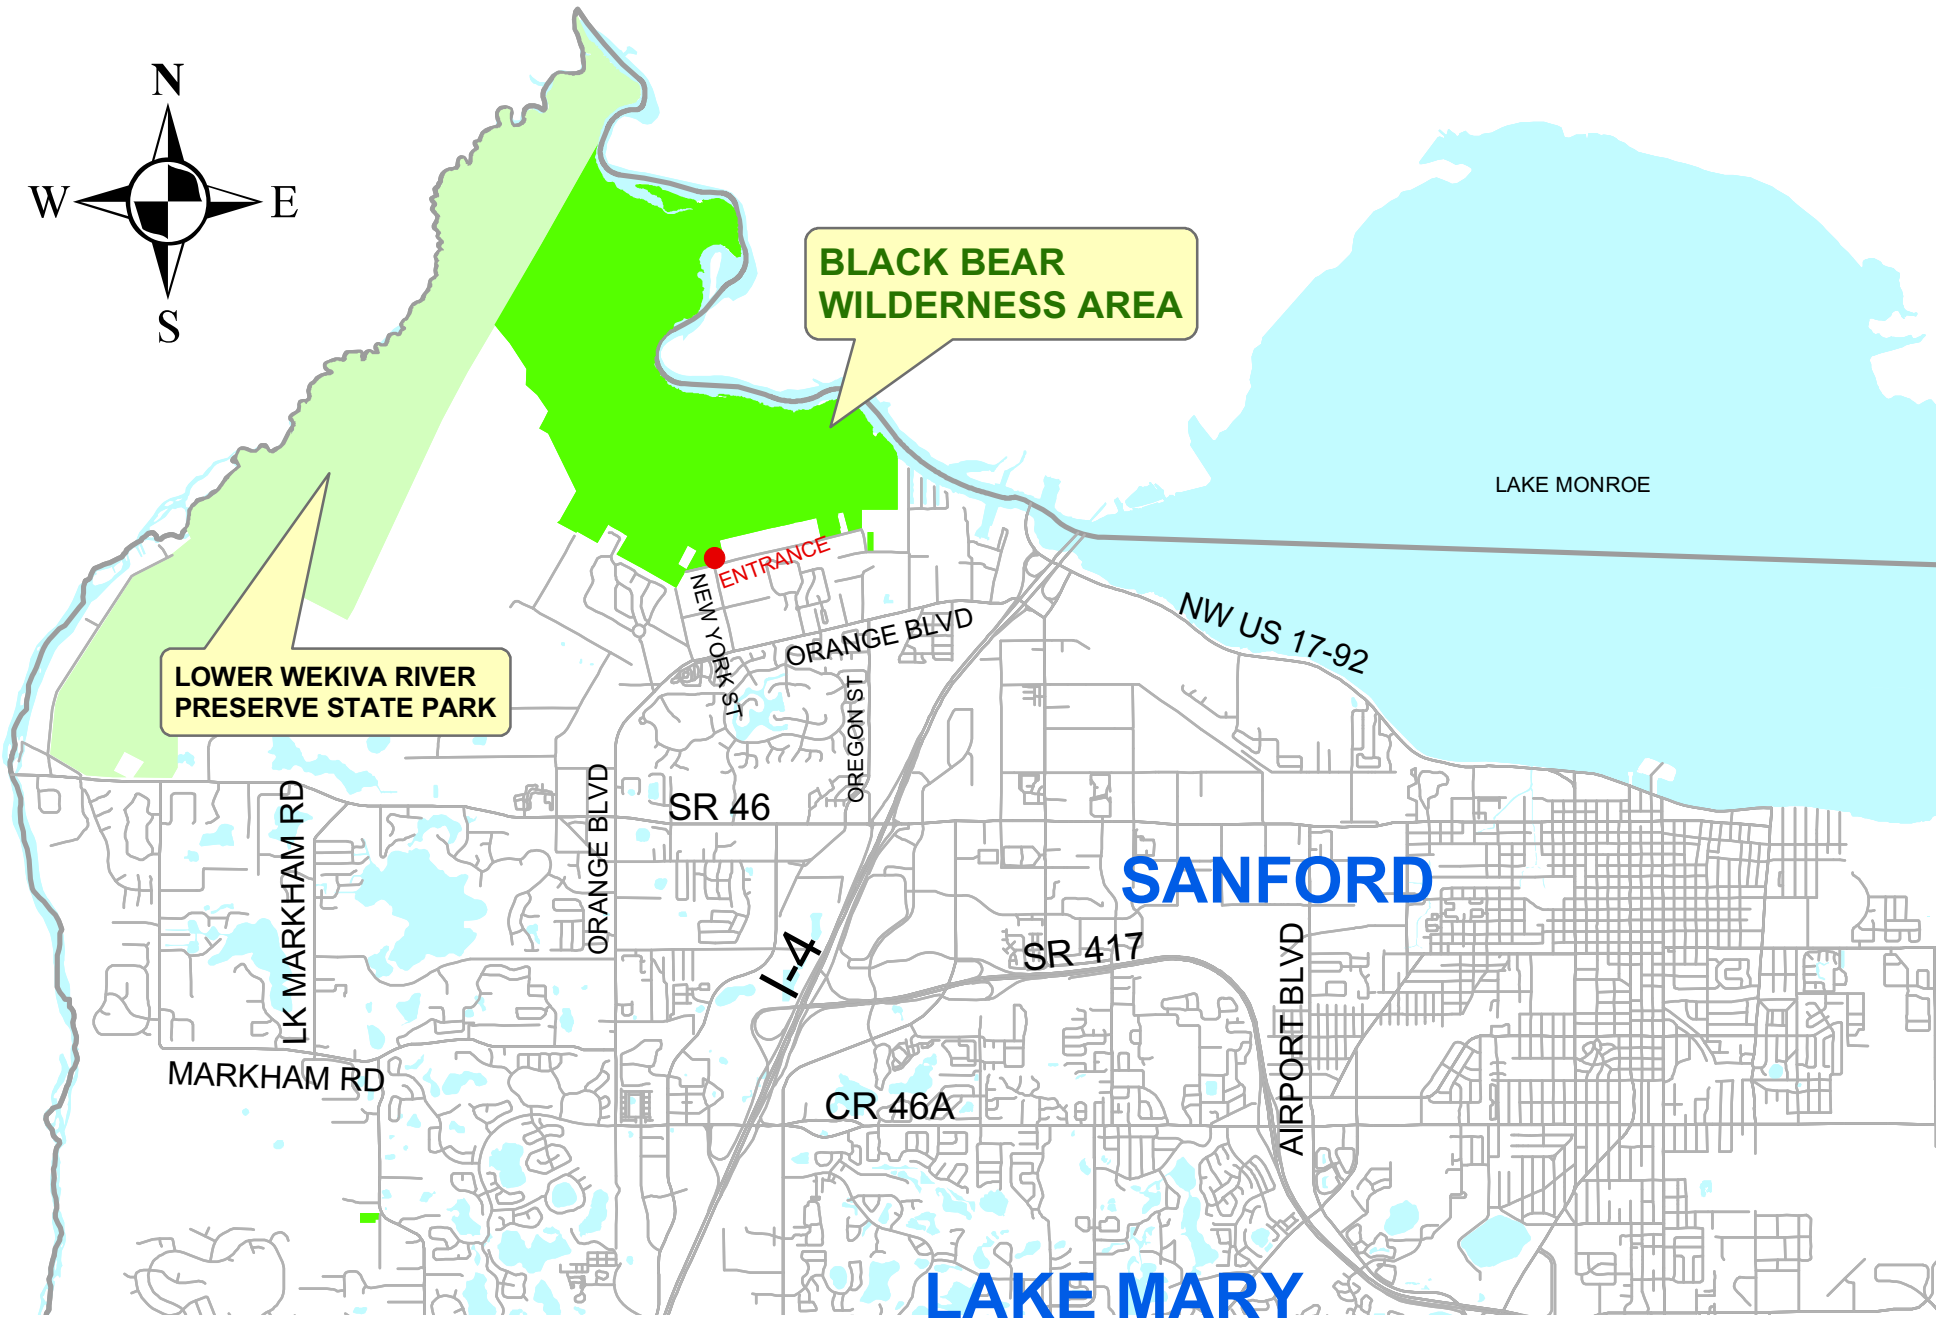 N
W
E
S
BLACK BEAR
WILDERNESS AREA
LAKE MONROE
ENTRANCE
NEW YORK ST
ORANGE BLVD
NW US 17-92
LOWER WEKIVA RIVER
PRESERVE STATE PARK
OREGON ST
ORANGE BLVD
LK MARKHAM RD
SR 46
SANFORD
I-4
SR 417
AIRPORT BLVD
MARKHAM RD
CR 46A
LAKE MARY